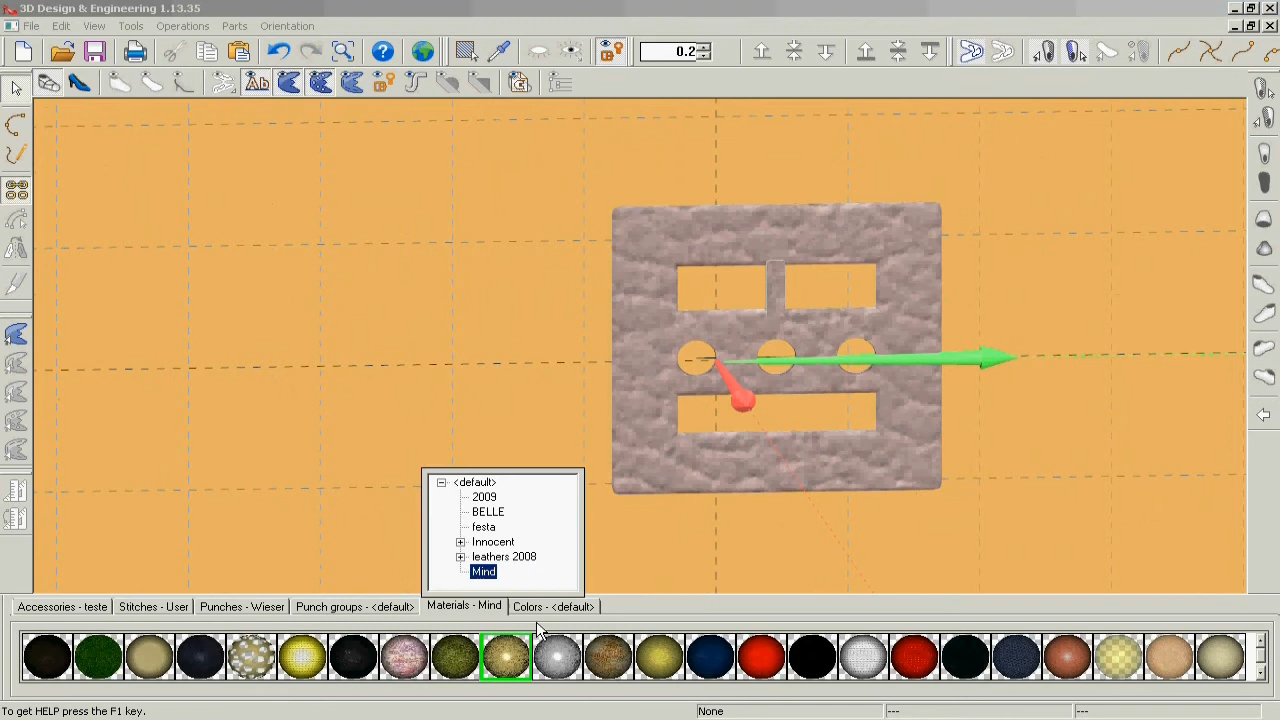 3D Design & Engineering 1.13.35
File Edit View Tools Operations Parts Orientation
0.2
Ab
<default>
2009
BELLE
festa
Innocent
leathers 2008
Mind
Accessories - teste Stitches - User Punches - Wieser Punch groups - <default> Materials - Mind Colors - <default>
To get HELP press the F1 key. None --- ---